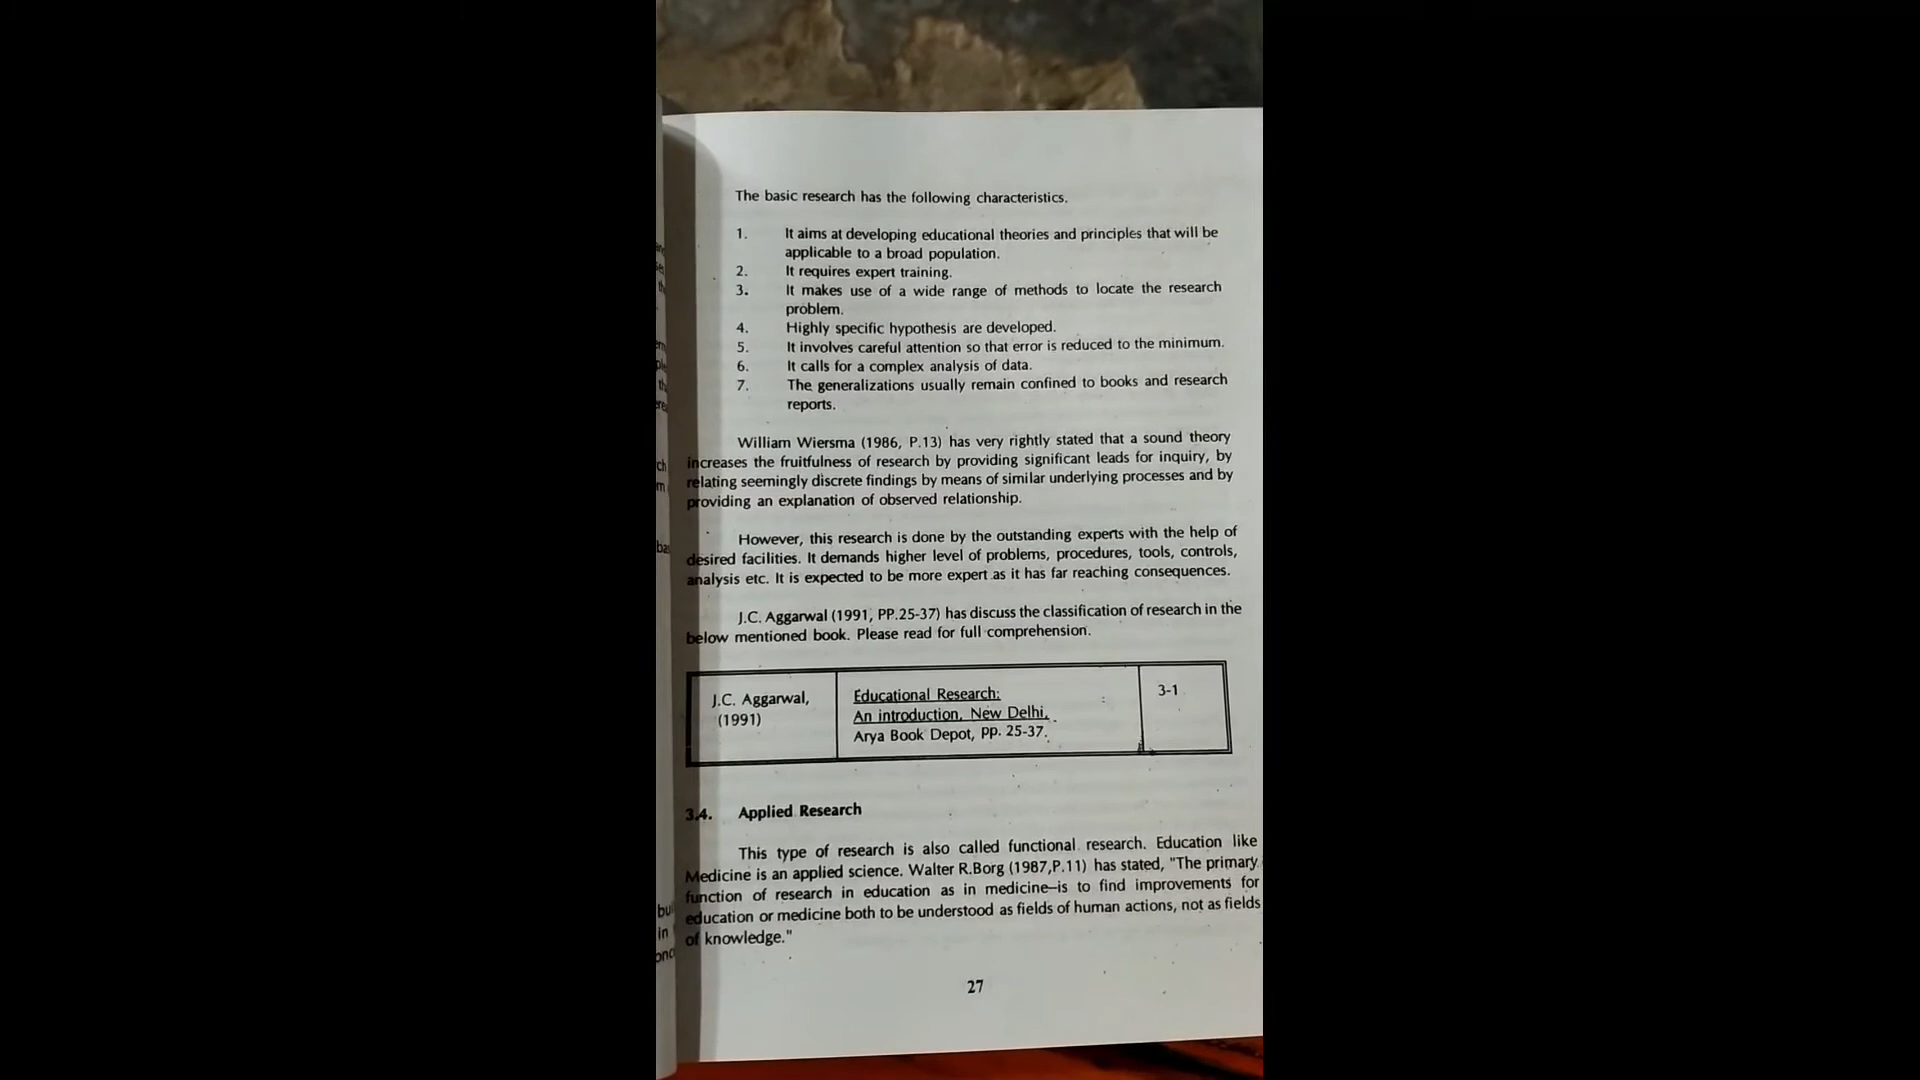 The basic research has the following characteristics.
1. It aims at developing educational theories and principles that will be
applicable to a broad population.
2. It requires expert training.
3. It makes use of a wide range of methods to locate the research
problem.
4. Highly specific hypothesis are developed.
5. It involves careful attention so that error is reduced to the minimum.
6. It calls for a complex analysis of data.
7. The generalizations usually remain confined to books and research
reports.
William Wiersma (1986, P.13) has very rightly stated that a sound theory
increases the fruitfulness of research by providing significant leads for inquiry, by
relating seemingly discrete findings by means of similar underlying processes and by
providing an explanation of observed relationship.
However, this research is done by the outstanding experts with the help of
desired facilities. It demands higher level of problems, procedures, tools, controls,
analysis etc. It is expected to be more expert as it has far reaching consequences.
J.C. Aggarwal (1991, PP.25-37) has discuss the classification of research in the
below mentioned book. Please read for full comprehension.
J.C. Aggarwal,
(1991)
Educational Research:
An introduction, New Delhi,
Arya Book Depot, pp. 25-37.
3-1
3.4. Applied Research
This type of research is also called functional research. Education like
Medicine is an applied science. Walter R.Borg (1987,P.11) has stated, "The primary
function of research in education as in medicine—is to find improvements for
education or medicine both to be understood as fields of human actions, not as fields
of knowledge."
27